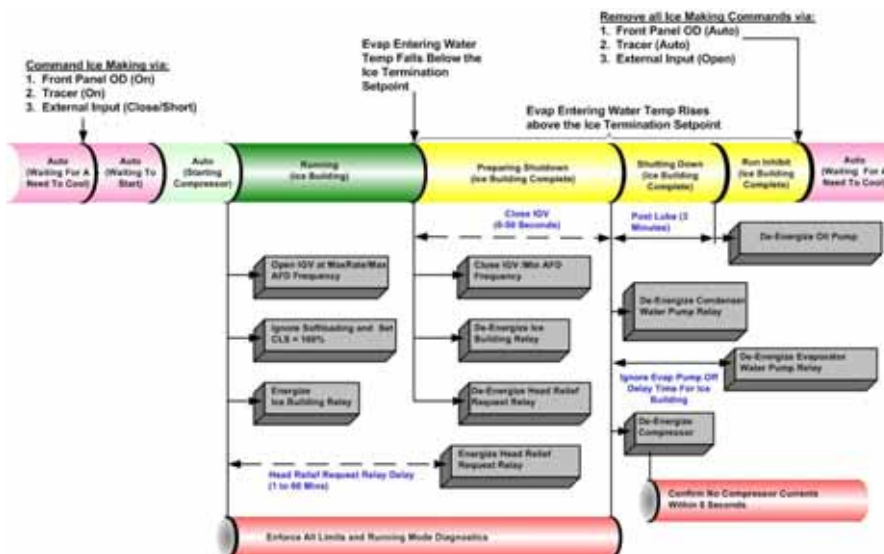 Command Ice Making via:
1. Front Panel OD (On)
2. Tracer (On)
3. External Input (Close/Short)
Evap Entering Water
Temp Falls Below the
Ice Termination
Setpoint
Remove all Ice Making Commands via:
1. Front Panel OD (Auto)
2. Tracer (Auto)
3. External Input (Open)
Evap Entering Water Temp Rises
above the Ice Termination Setpoint
Auto
(Waiting For A
Need To Cool)
Auto
(Waiting To
Start)
Auto
(Starting
Compressor)
Running
(Ice Building)
Preparing Shutdown
(Ice Building Complete)
Shutting Down
(Ice Building
Complete)
Run Inhibit
(Ice Building
Complete)
Auto
(Waiting For A
Need To Cool)
Close IGV
(0-50 Seconds)
Post Lube (3
Minutes)
De-Energize Oil Pump
Open IGV at MaxRate/Max
AFD Frequency
Close IGV /Min AFD
Frequency
De-Energize Condenser
Water Pump Relay
Ignore Softloading and Set
CLS = 100%
De-Energize Ice
Building Relay
De-Energize Evaporator
Water Pump Relay
Ignore Evap Pump Off
Delay Time For Ice
Building
Energize
Ice Building Relay
De-Energize Head Relief
Request Relay
De-Energize
Compressor
Energize Head Relief
Request Relay
Head Relief Request Relay Delay
(1 to 60 Mins)
Confirm No Compressor Currents
Within 8 Seconds
Enforce All Limits and Running Mode Diagnostics